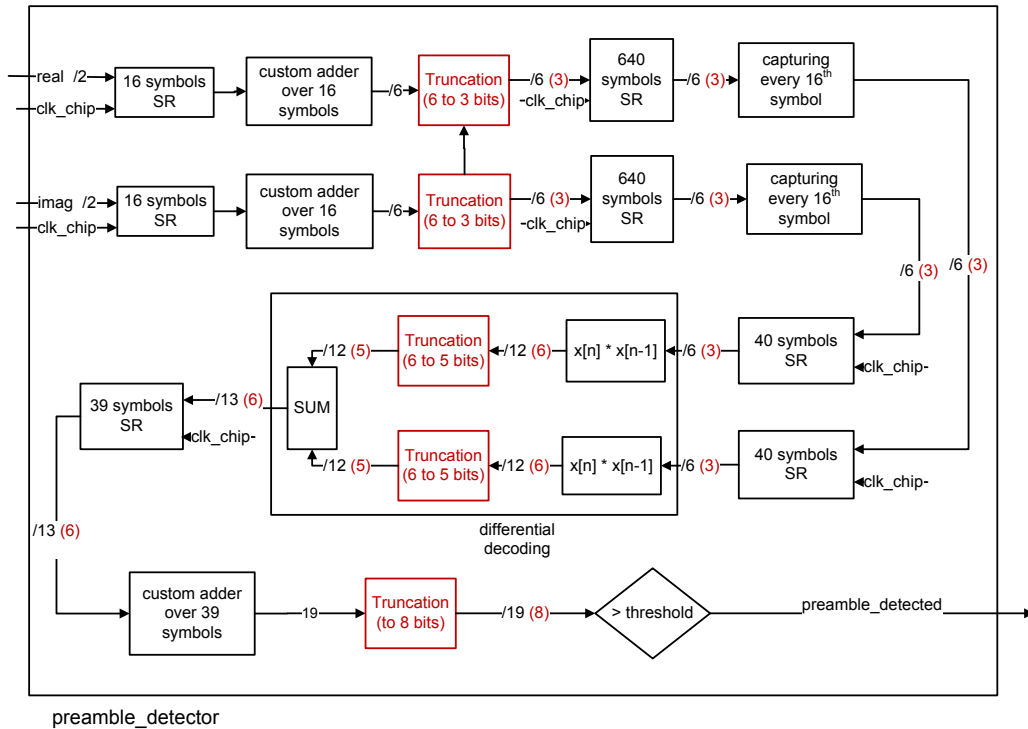 real /2
clk_chip
16 symbols
SR
custom adder
over 16
symbols
/6
Truncation
(6 to 3 bits)
/6 (3)
-clk_chip
640
symbols
SR
/6 (3)
capturing
every 16th
symbol
imag /2
clk_chip
16 symbols
SR
custom adder
over 16
symbols
/6
Truncation
(6 to 3 bits)
/6 (3)
-clk_chip
640
symbols
SR
/6 (3)
capturing
every 16th
symbol
/6 (3)
/6 (3)
40 symbols
SR
clk_chip-
/6 (3)
x[n] * x[n-1]
/12 (6)
Truncation
(6 to 5 bits)
/12 (5)
SUM
40 symbols
SR
clk_chip-
/6 (3)
x[n] * x[n-1]
/12 (6)
Truncation
(6 to 5 bits)
/12 (5)
differential
decoding
/13 (6)
39 symbols
SR
clk_chip-
/13 (6)
custom adder
over 39
symbols
19
Truncation
(to 8 bits)
/19 (8)
> threshold
preamble_detected
preamble_detector